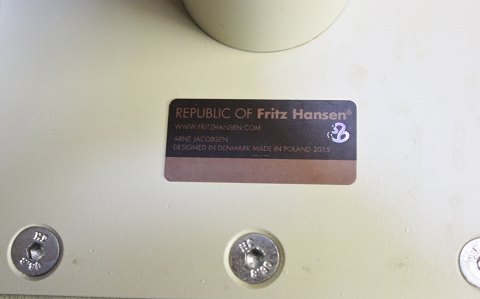 REPUBLIC OF Fritz Hansen®
WWW.FRITZHANSEN.COM
ARNE JACOBSEN
DESIGNED IN DENMARK MADE IN POLAND 2015